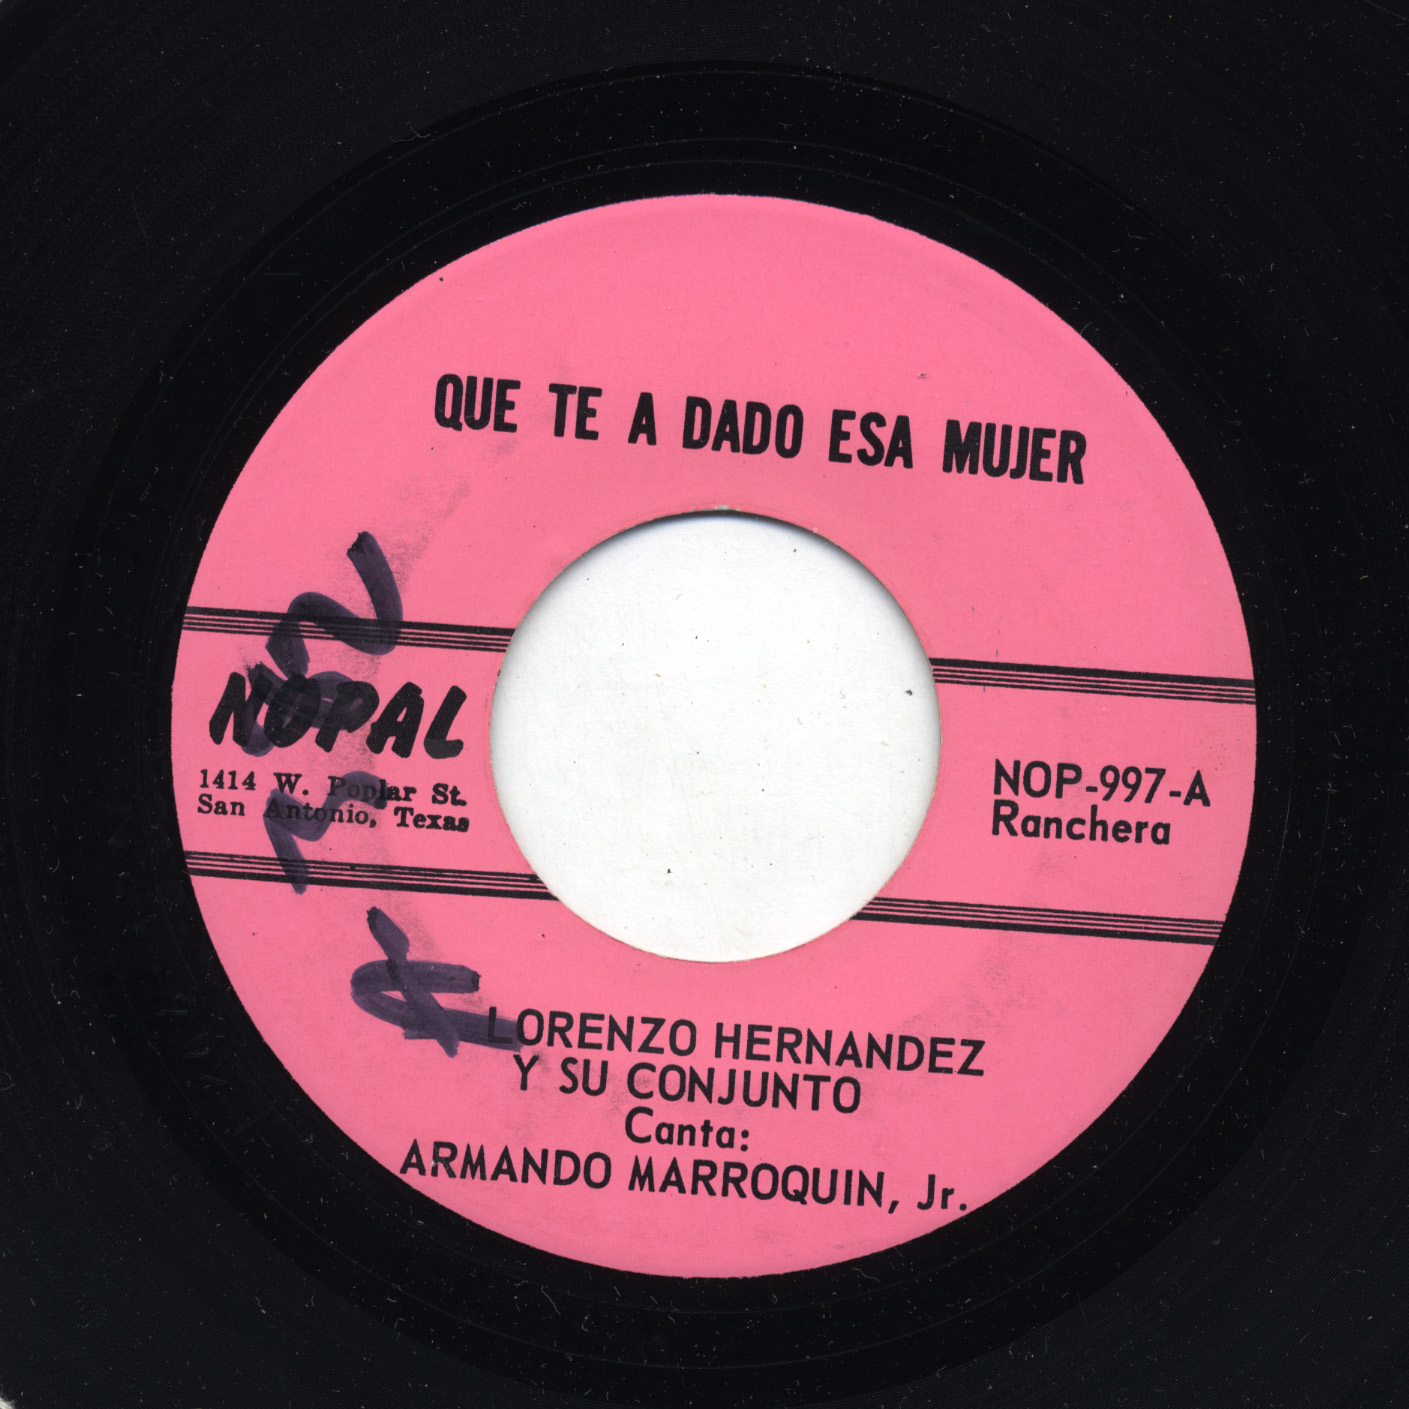 QUE TE A DADO ESA MUJER
NOPAL
1414 W. Poplar St.
San Antonio, Texas
NOP-997-A
Ranchera
LORENZO HERNANDEZ
Y SU CONJUNTO
Canta:
ARMANDO MARROQUIN, Jr.